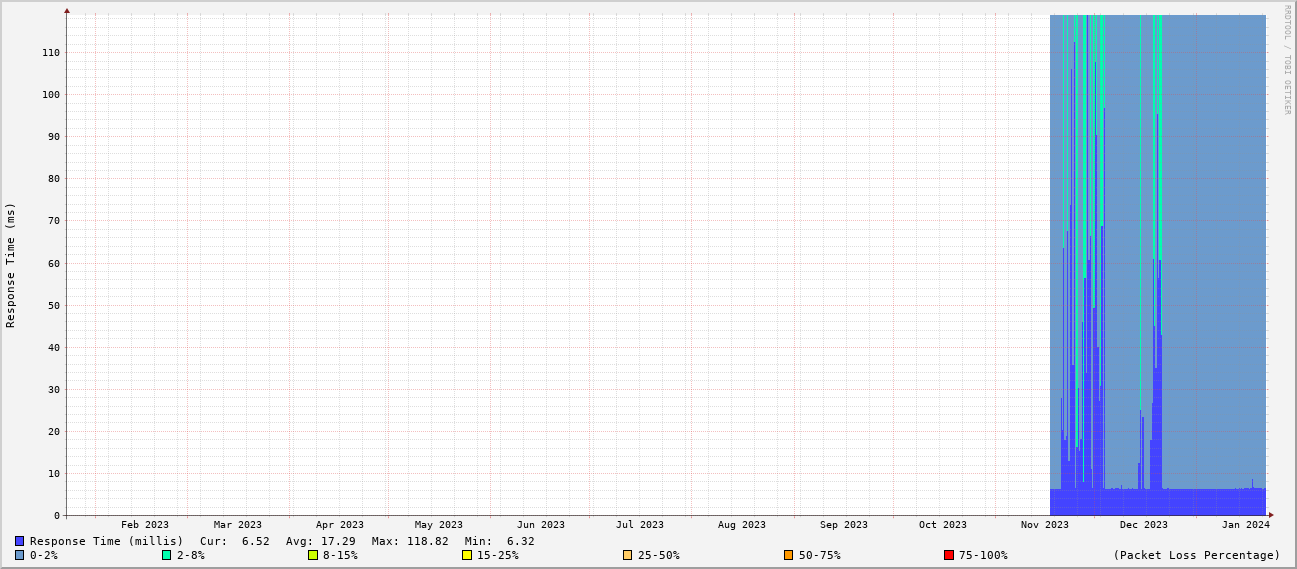 RRDTOOL / TOBI OETIKER
Response Time (ms)
110
100
90
80
70
60
50
40
30
20
10
0
Feb 2023 Mar 2023 Apr 2023 May 2023 Jun 2023 Jul 2023 Aug 2023 Sep 2023 Oct 2023 Nov 2023 Dec 2023 Jan 2024
Response Time (millis) Cur: 6.52 Avg: 17.29 Max: 118.82 Min: 6.32
0-2% 2-8% 8-15% 15-25% 25-50% 50-75% 75-100% (Packet Loss Percentage)